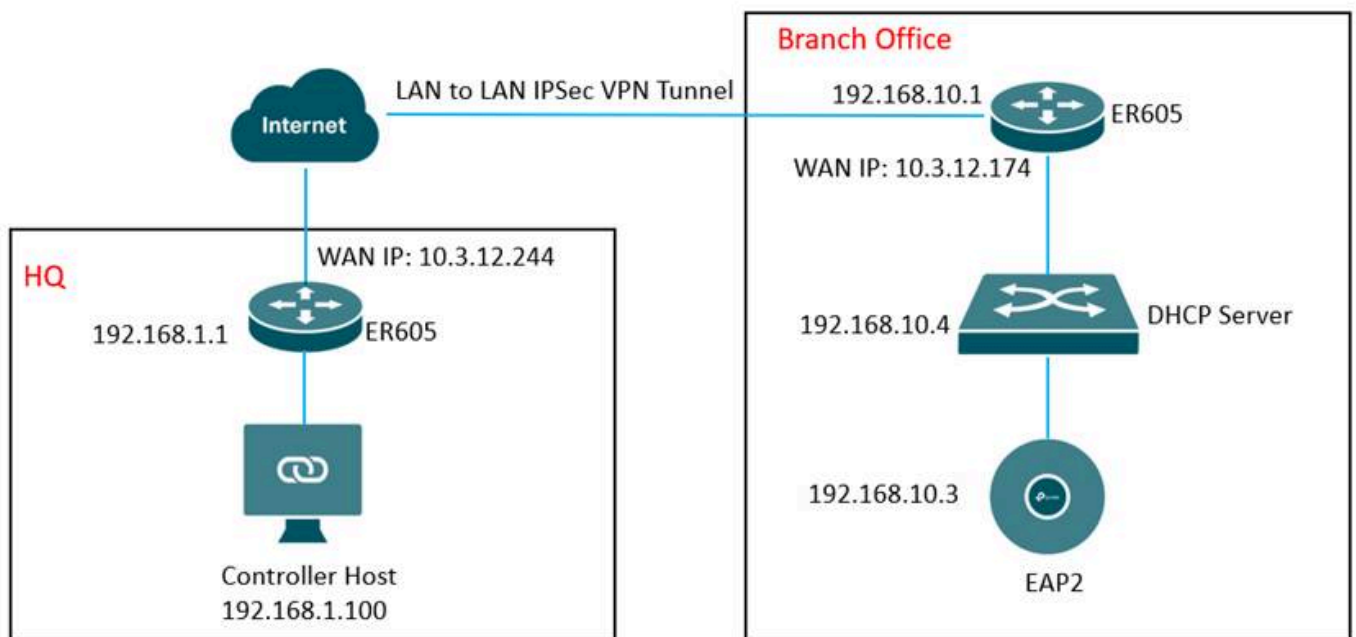 Branch Office
LAN to LAN IPSec VPN Tunnel
192.168.10.1
Internet
ER605
WAN IP: 10.3.12.174
WAN IP: 10.3.12.244
HQ
192.168.1.1
ER605
192.168.10.4
DHCP Server
192.168.10.3
Controller Host
192.168.1.100
EAP2